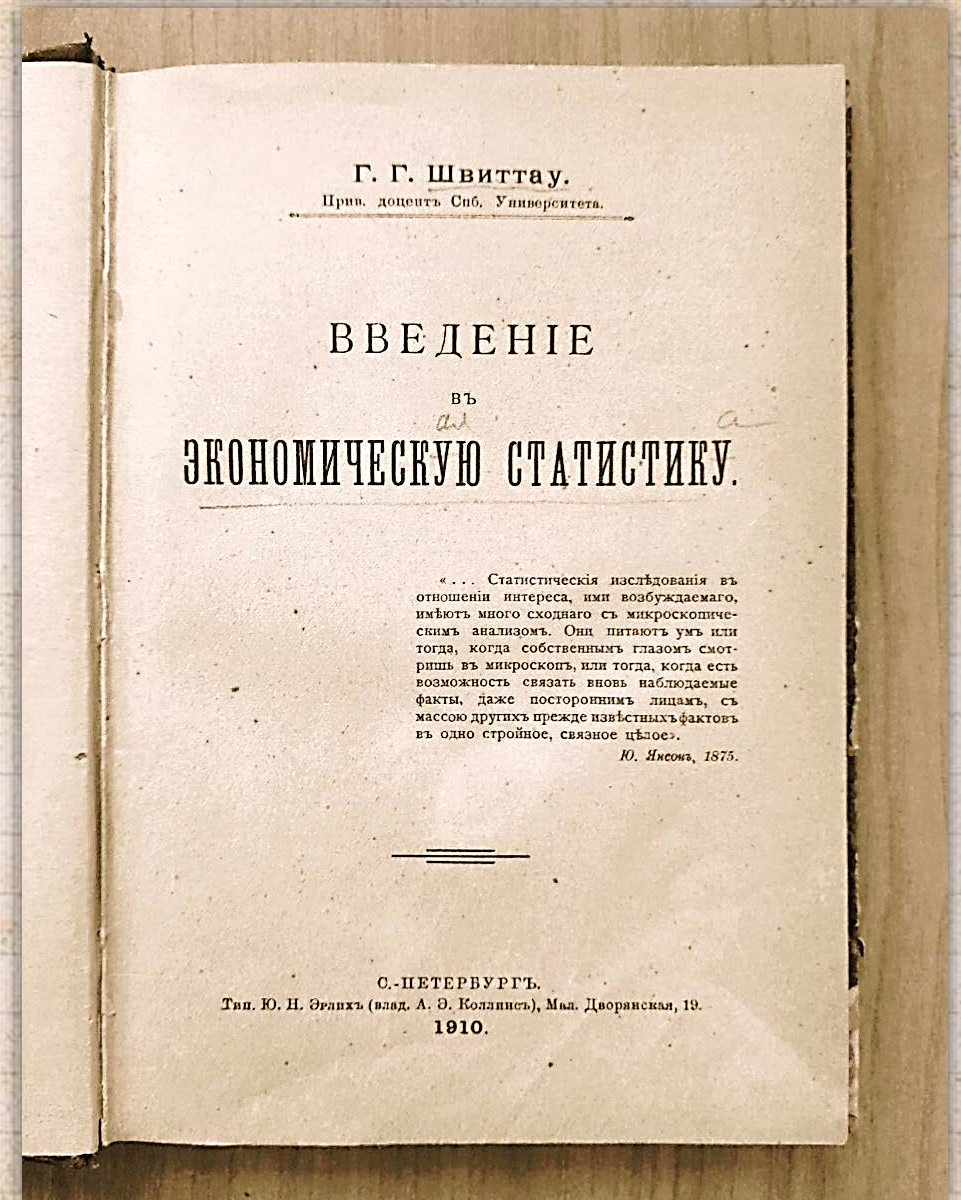 Г. Г. Швиттау.
Прив. доцентъ Спб. Университета.
ВВЕДЕНІЕ
ВЪ
ЭКОНОМИЧЕСКУЮ СТАТИСТИКУ.
«... Статистическія изслѣдованія въ
отношеніи интереса, ими возбуждаемаго,
имѣютъ много сходнаго съ микроскопиче-
скимъ анализомъ. Они питаютъ умъ или
тогда, когда собственнымъ глазомъ смот-
ришь въ микроскопъ, или тогда, когда есть
возможность связать вновь наблюдаемые
факты, даже постороннимъ лицамъ, съ
массою другихъ прежде извѣстныхъ фактовъ
въ одно стройное, связное цѣлое».
Ю. Янсонъ, 1875.
С.-ПЕТЕРБУРГЪ.
Тип. Ю. Н. Эрлихъ (влад. А. Э. Коллинсъ), Мал. Дворянская, 19.
1910.